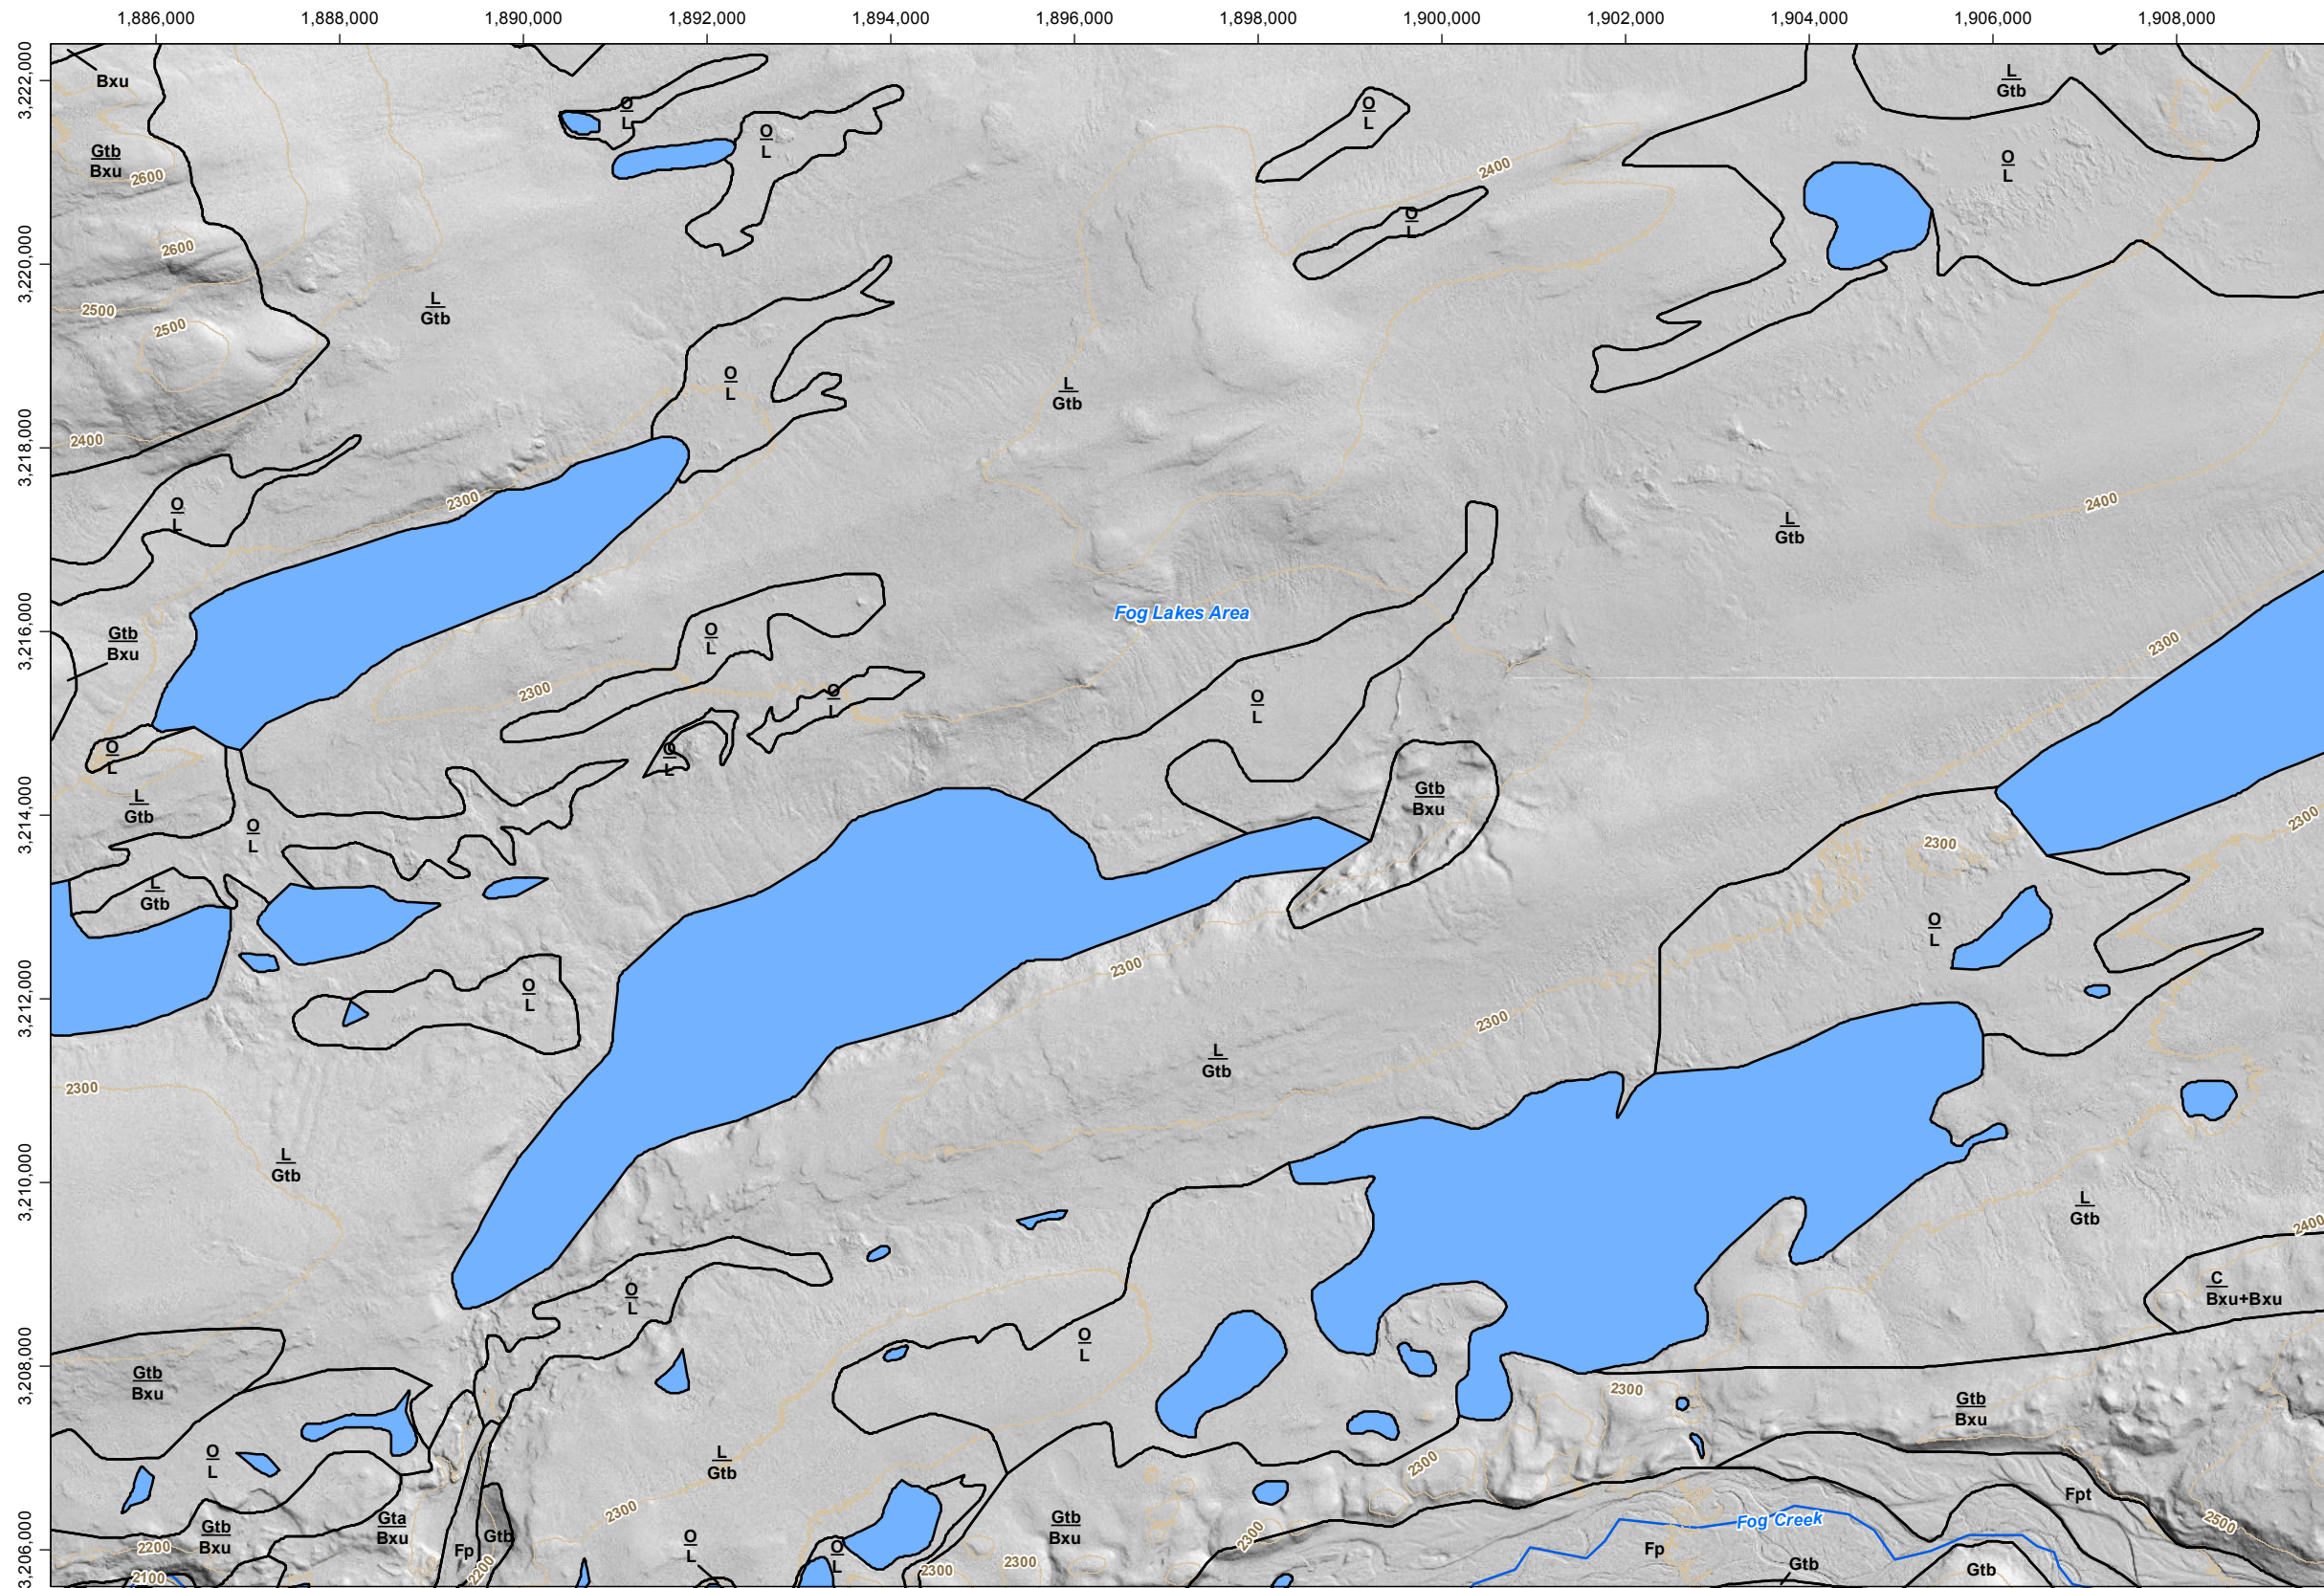 1,886,000 1,888,000 1,890,000 1,892,000 1,894,000 1,896,000 1,898,000 1,900,000 1,902,000 1,904,000 1,906,000 1,908,000
3,222,000
3,220,000
3,218,000
3,216,000
3,214,000
3,212,000
3,210,000
3,208,000
3,206,000
Bxu
O
L
O
L
O
L
L
Gtb
Gtb
Bxu
2600
2400
O
L
2600
O
L
2500
2500
L
Gtb
O
L
L
Gtb
2400
2300
O
L
L
Gtb
2400
Fog Lakes Area
Gtb
Bxu
O
L
2300
2300
O
L
O
L
O
L
O
L
L
Gtb
O
L
Gtb
Bxu
2300
2300
L
Gtb
O
L
2300
O
L
2300
L
Gtb
2300
L
Gtb
L
Gtb
2400
O
L
C
Bxu+Bxu
O
L
Gtb
Bxu
2300
Gtb
Bxu
O
L
L
Gtb
2300
2300
Gtb
Bxu
Gta
Bxu
Gtb
Fp
2200
2200
2100
O
L
O
L
2300
Gtb
Bxu
2300
2300
Fpt
2500
Fog Creek
Fp
Gtb
Gtb